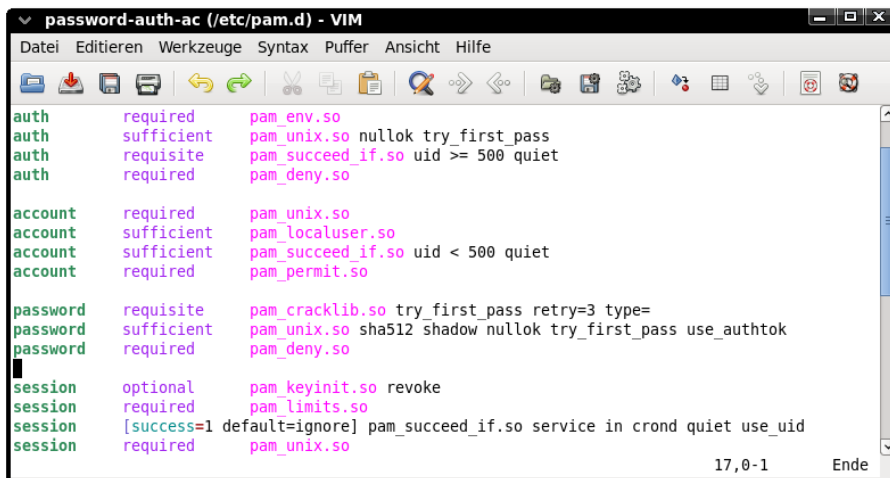 password-auth-ac (/etc/pam.d) - VIM
Datei Editieren Werkzeuge Syntax Puffer Ansicht Hilfe
auth required pam_env.so
auth sufficient pam_unix.so nullok try_first_pass
auth requisite pam_succeed_if.so uid >= 500 quiet
auth required pam_deny.so
account required pam_unix.so
account sufficient pam_localuser.so
account sufficient pam_succeed_if.so uid < 500 quiet
account required pam_permit.so
password requisite pam_cracklib.so try_first_pass retry=3 type=
password sufficient pam_unix.so sha512 shadow nullok try_first_pass use_authtok
password required pam_deny.so
session optional pam_keyinit.so revoke
session required pam_limits.so
session [success=1 default=ignore] pam_succeed_if.so service in crond quiet use_uid
session required pam_unix.so
17,0-1 Ende